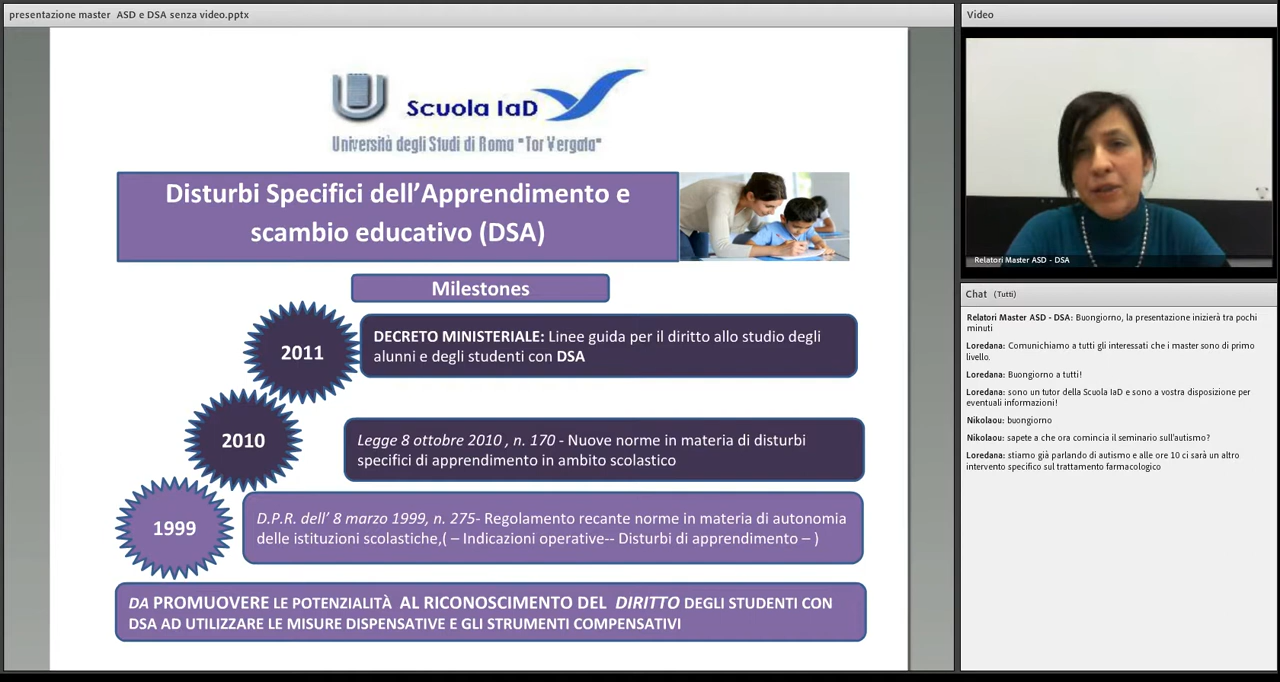 presentazione master ASD e DSA senza video.pptx
Scuola IaD
Università degli Studi di Roma "Tor Vergata"
Disturbi Specifici dell’Apprendimento e
scambio educativo (DSA)
Milestones
2011
DECRETO MINISTERIALE: Linee guida per il diritto allo studio degli
alunni e degli studenti con DSA
2010
Legge 8 ottobre 2010 , n. 170 - Nuove norme in materia di disturbi
specifici di apprendimento in ambito scolastico
1999
D.P.R. dell’ 8 marzo 1999, n. 275- Regolamento recante norme in materia di autonomia
delle istituzioni scolastiche,( – Indicazioni operative-- Disturbi di apprendimento – )
DA PROMUOVERE LE POTENZIALITÀ AL RICONOSCIMENTO DEL DIRITTO DEGLI STUDENTI CON
DSA AD UTILIZZARE LE MISURE DISPENSATIVE E GLI STRUMENTI COMPENSATIVI
Video
Relatori Master ASD - DSA
Chat (Tutti)
Relatori Master ASD - DSA: Buongiorno, la presentazione inizierà tra pochi
minuti
Loredana: Comunichiamo a tutti gli interessati che i master sono di primo
livello.
Loredana: Buongiorno a tutti!
Loredana: sono un tutor della Scuola IaD e sono a vostra disposizione per
eventuali informazioni!
Nikolaou: buongiorno
Nikolaou: sapete a che ora comincia il seminario sull'autismo?
Loredana: stiamo già parlando di autismo e alle ore 10 ci sarà un altro
intervento specifico sul trattamento farmacologico